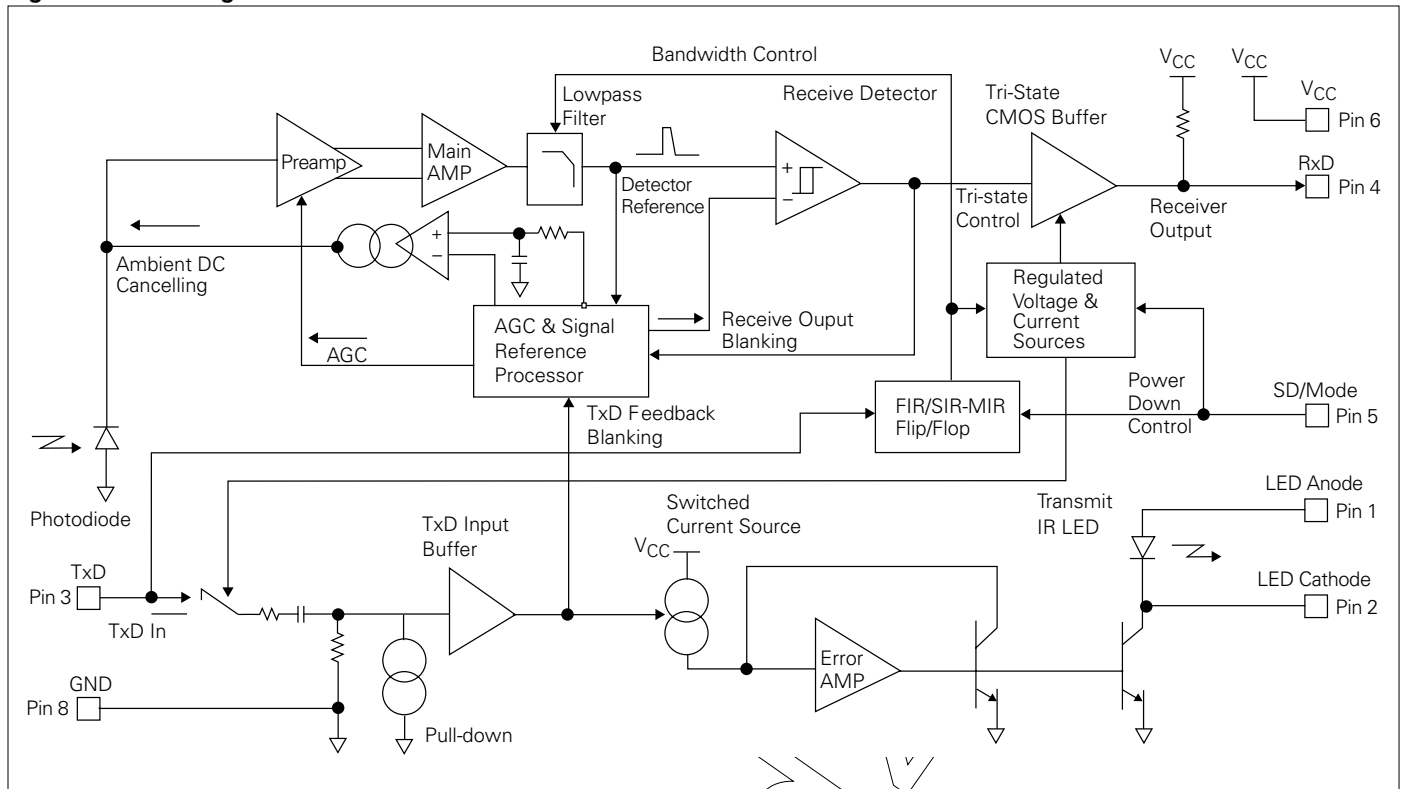 Bandwidth Control
VCC
VCC
Lowpass
Filter
Receive Detector
Tri-State
CMOS Buffer
VCC
Pin 6
Preamp
Main
AMP
RxD
Pin 4
+
−
Detector
Reference
Tri-state
Control
Receiver
Output
+
−
Ambient DC
Cancelling
Regulated
Voltage &
Current
Sources
AGC & Signal
Reference
Processor
Receive Ouput
Blanking
AGC
FIR/SIR-MIR
Flip/Flop
Power
Down
Control
SD/Mode
Pin 5
TxD Feedback
Blanking
Photodiode
LED Anode
Pin 1
Transmit
IR LED
Switched
Current Source
VCC
TxD Input
Buffer
TxD
Pin 3
TxD In
LED Cathode
Pin 2
Error
AMP
GND
Pin 8
Pull-down